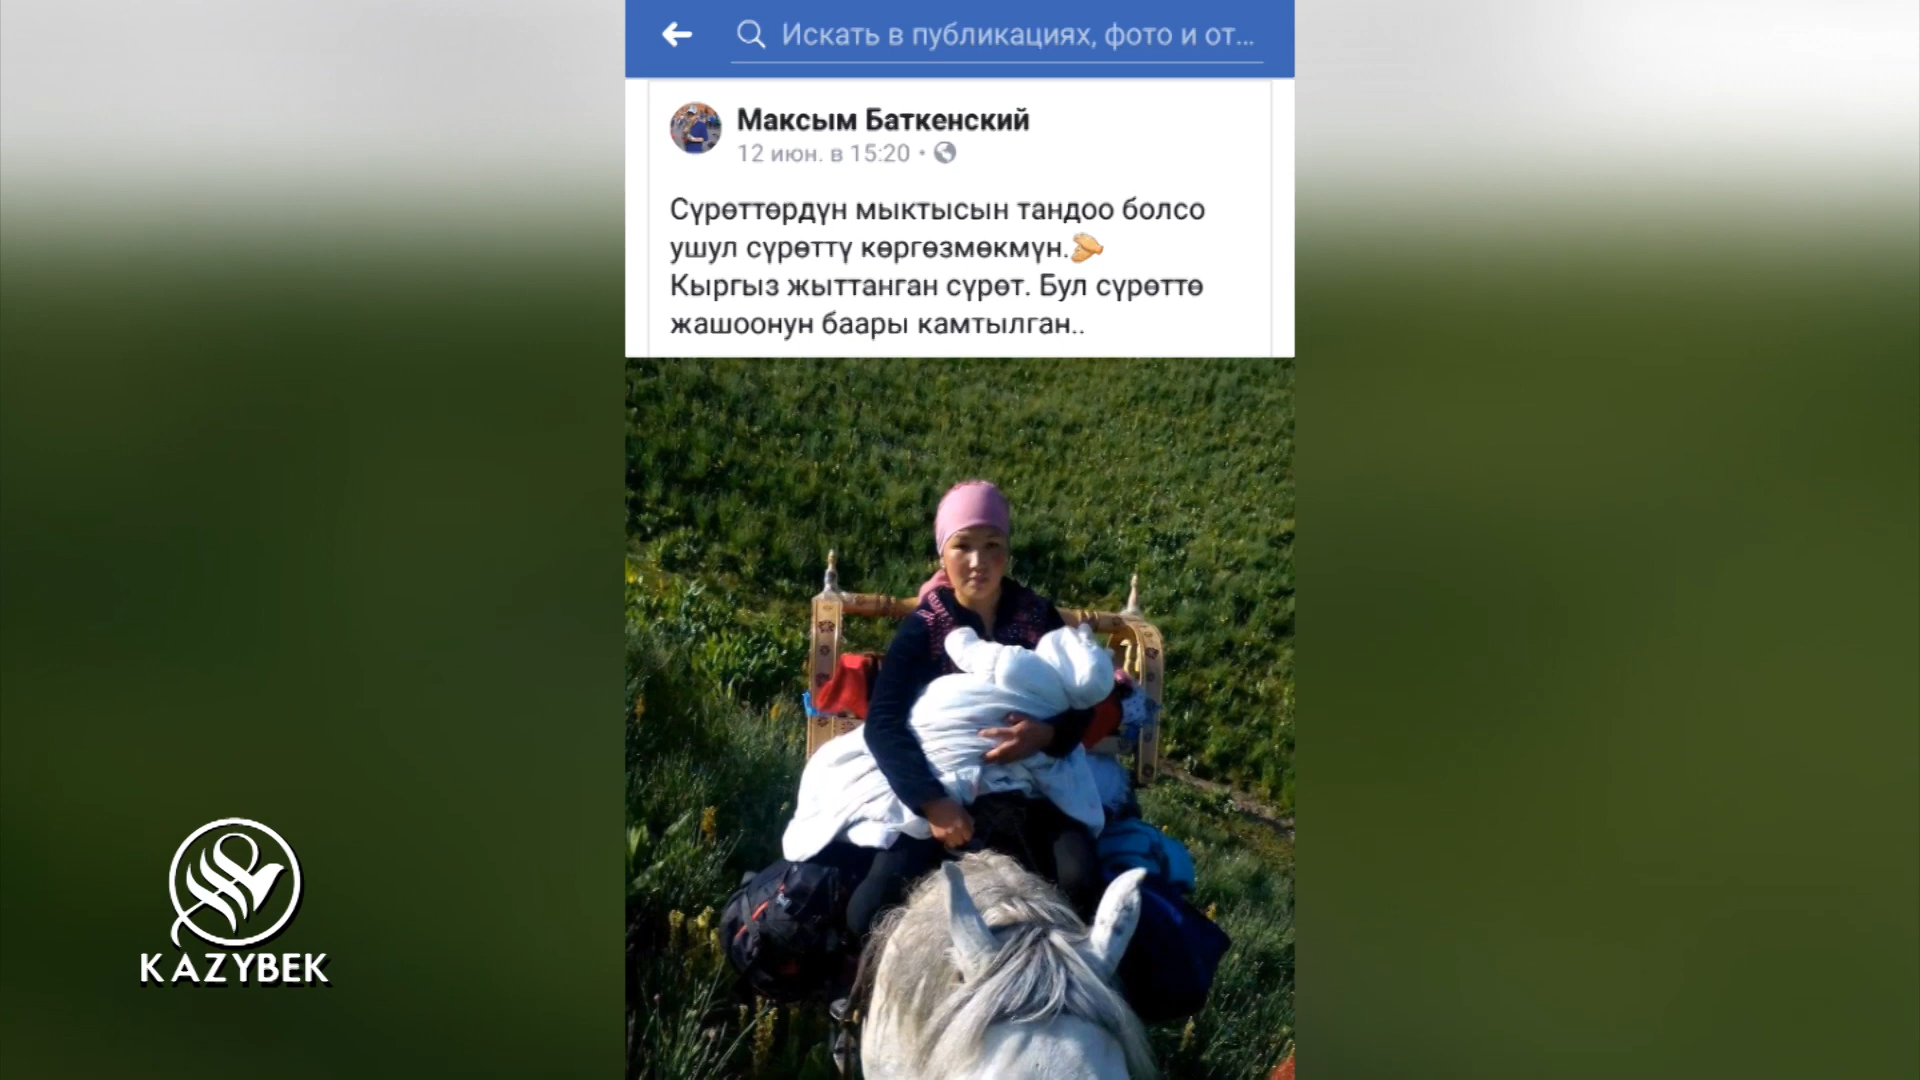 Искать в публикациях, фото и от...
Максым Баткенский
12 июн. в 15:20
Сүрөттөрдүн мыктысын тандоо болсо
ушул сүрөттү көргөзмөкмүн.
Кыргыз жыттанган сүрөт. Бул сүрөттө
жашоонун баары камтылган..
KAZYBEK